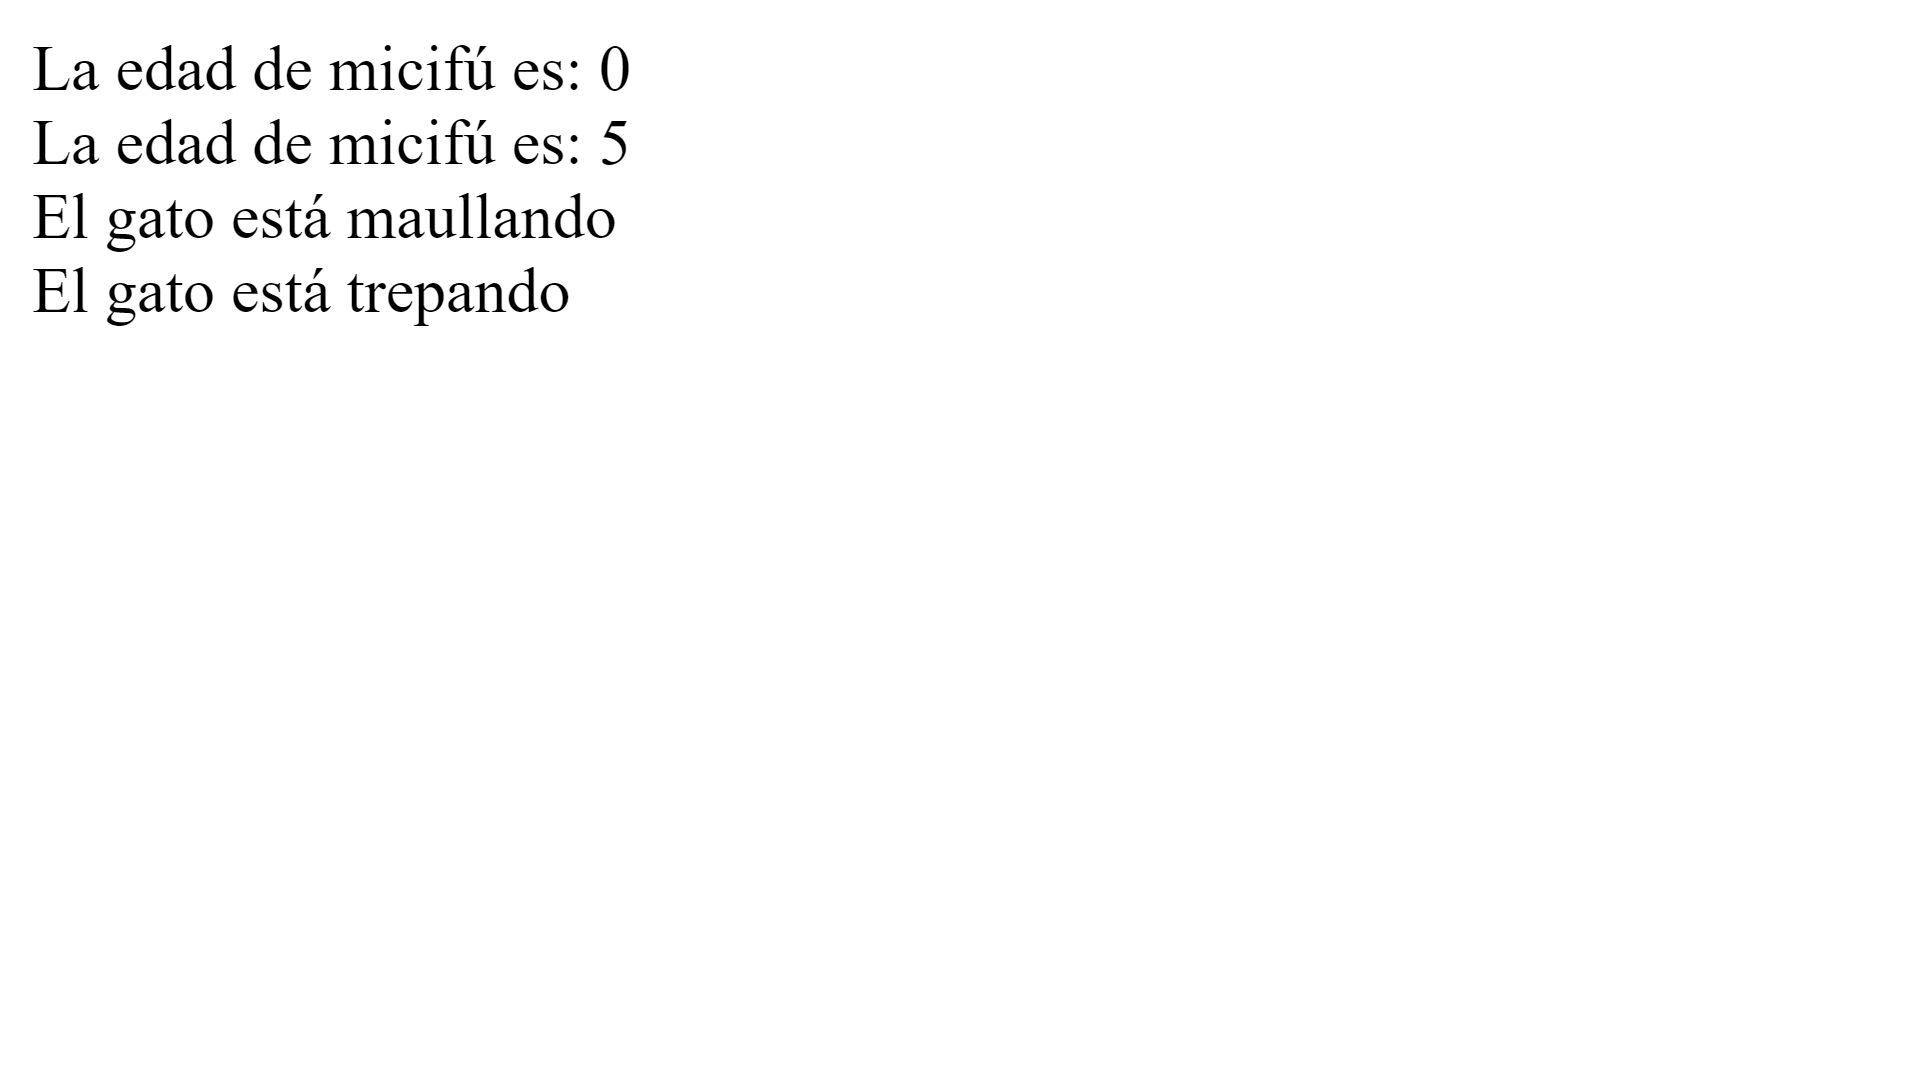 La edad de micifú es: 0
La edad de micifú es: 5
El gato está maullando
El gato está trepando